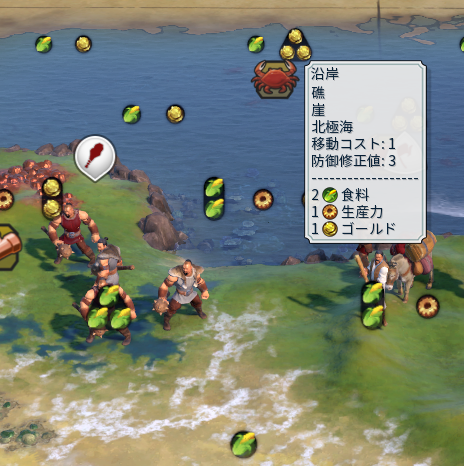 沿岸
礁
崖
北極海
移動コスト: 1
防御修正値: 3
2 食料
1 生産力
1 ゴールド